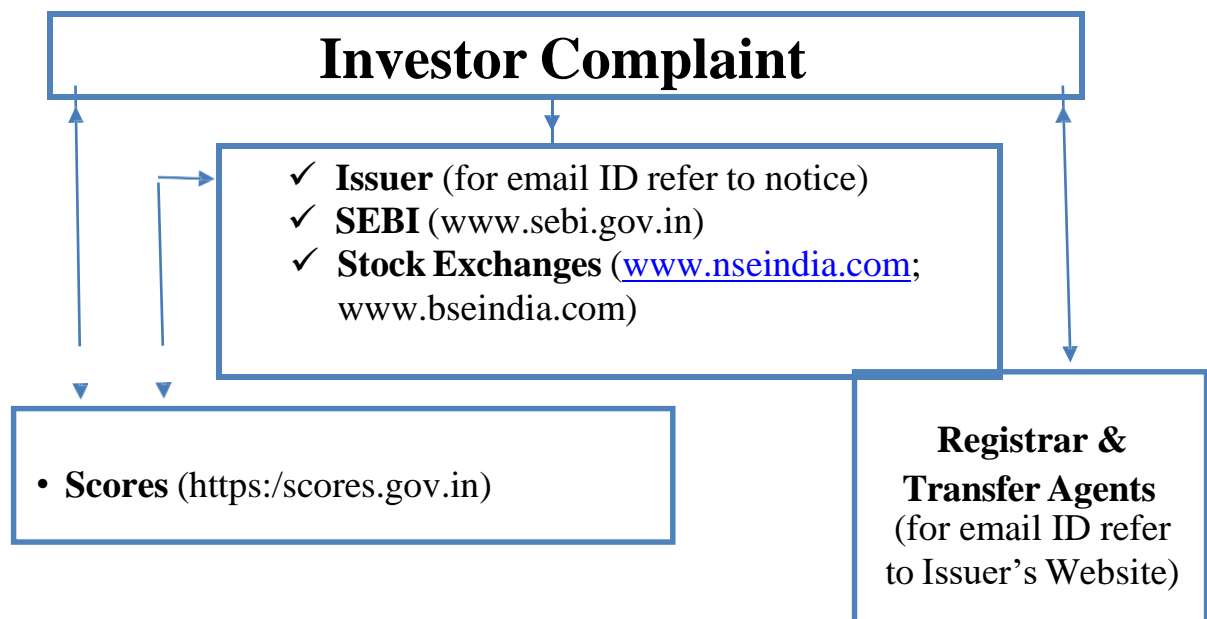 Investor Complaint
✓ Issuer (for email ID refer to notice)
✓ SEBI (www.sebi.gov.in)
✓ Stock Exchanges (www.nseindia.com;
www.bseindia.com)
• Scores (https:/scores.gov.in)
Registrar &
Transfer Agents
(for email ID refer
to Issuer’s Website)